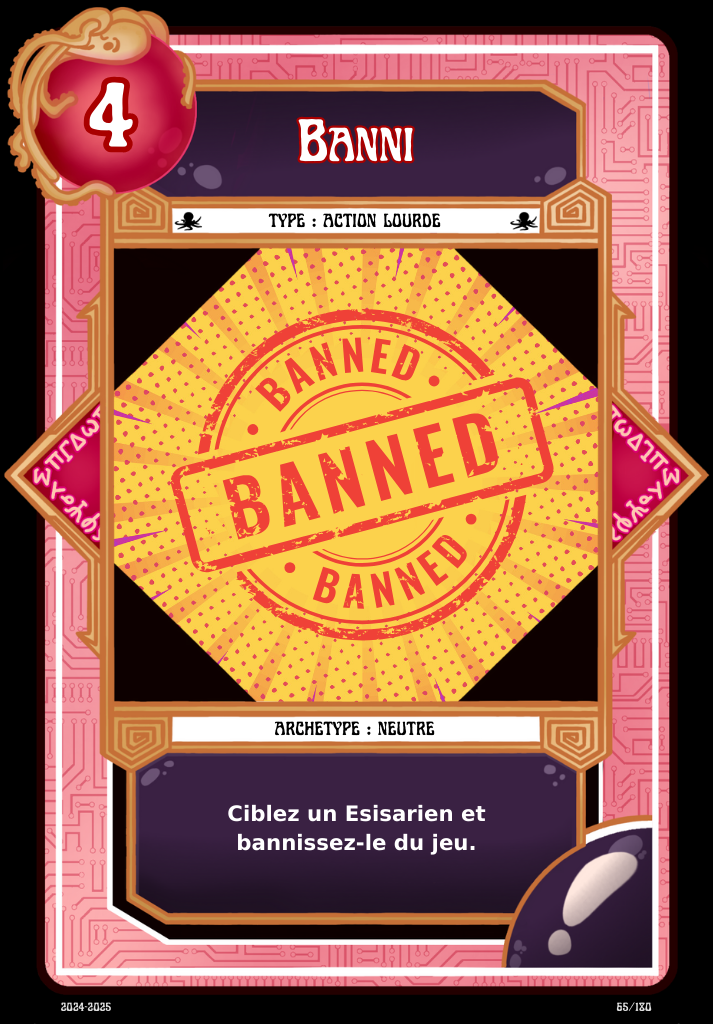 4
BANNI
TYPE : ACTION LOURDE
BANNED
BANNED
BANNED
ARCHETYPE : NEUTRE
Ciblez un Esisarien et
bannissez-le du jeu.
2024-2025
65/180